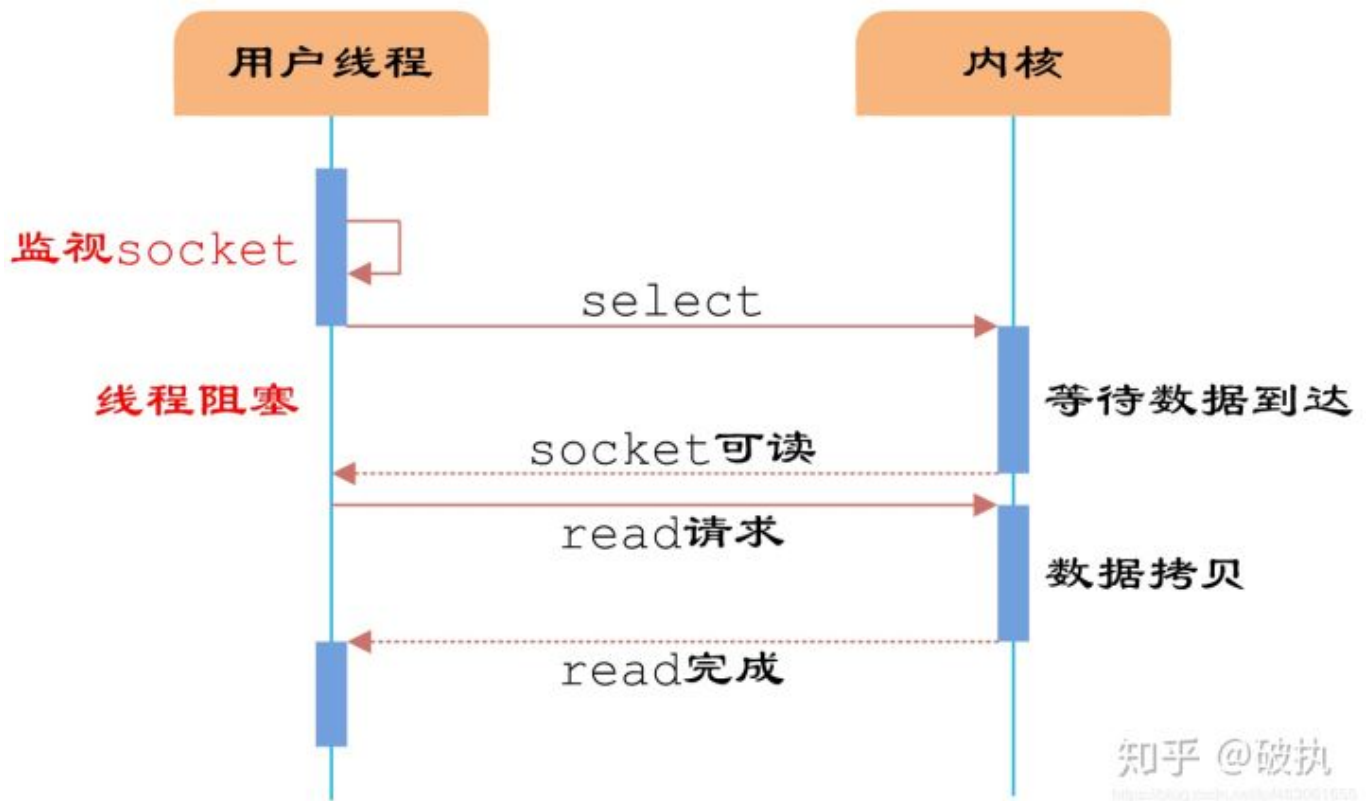 用户线程
内核
监视socket
select
线程阻塞
等待数据到达
socket可读
read请求
数据拷贝
read完成
知乎 @破执